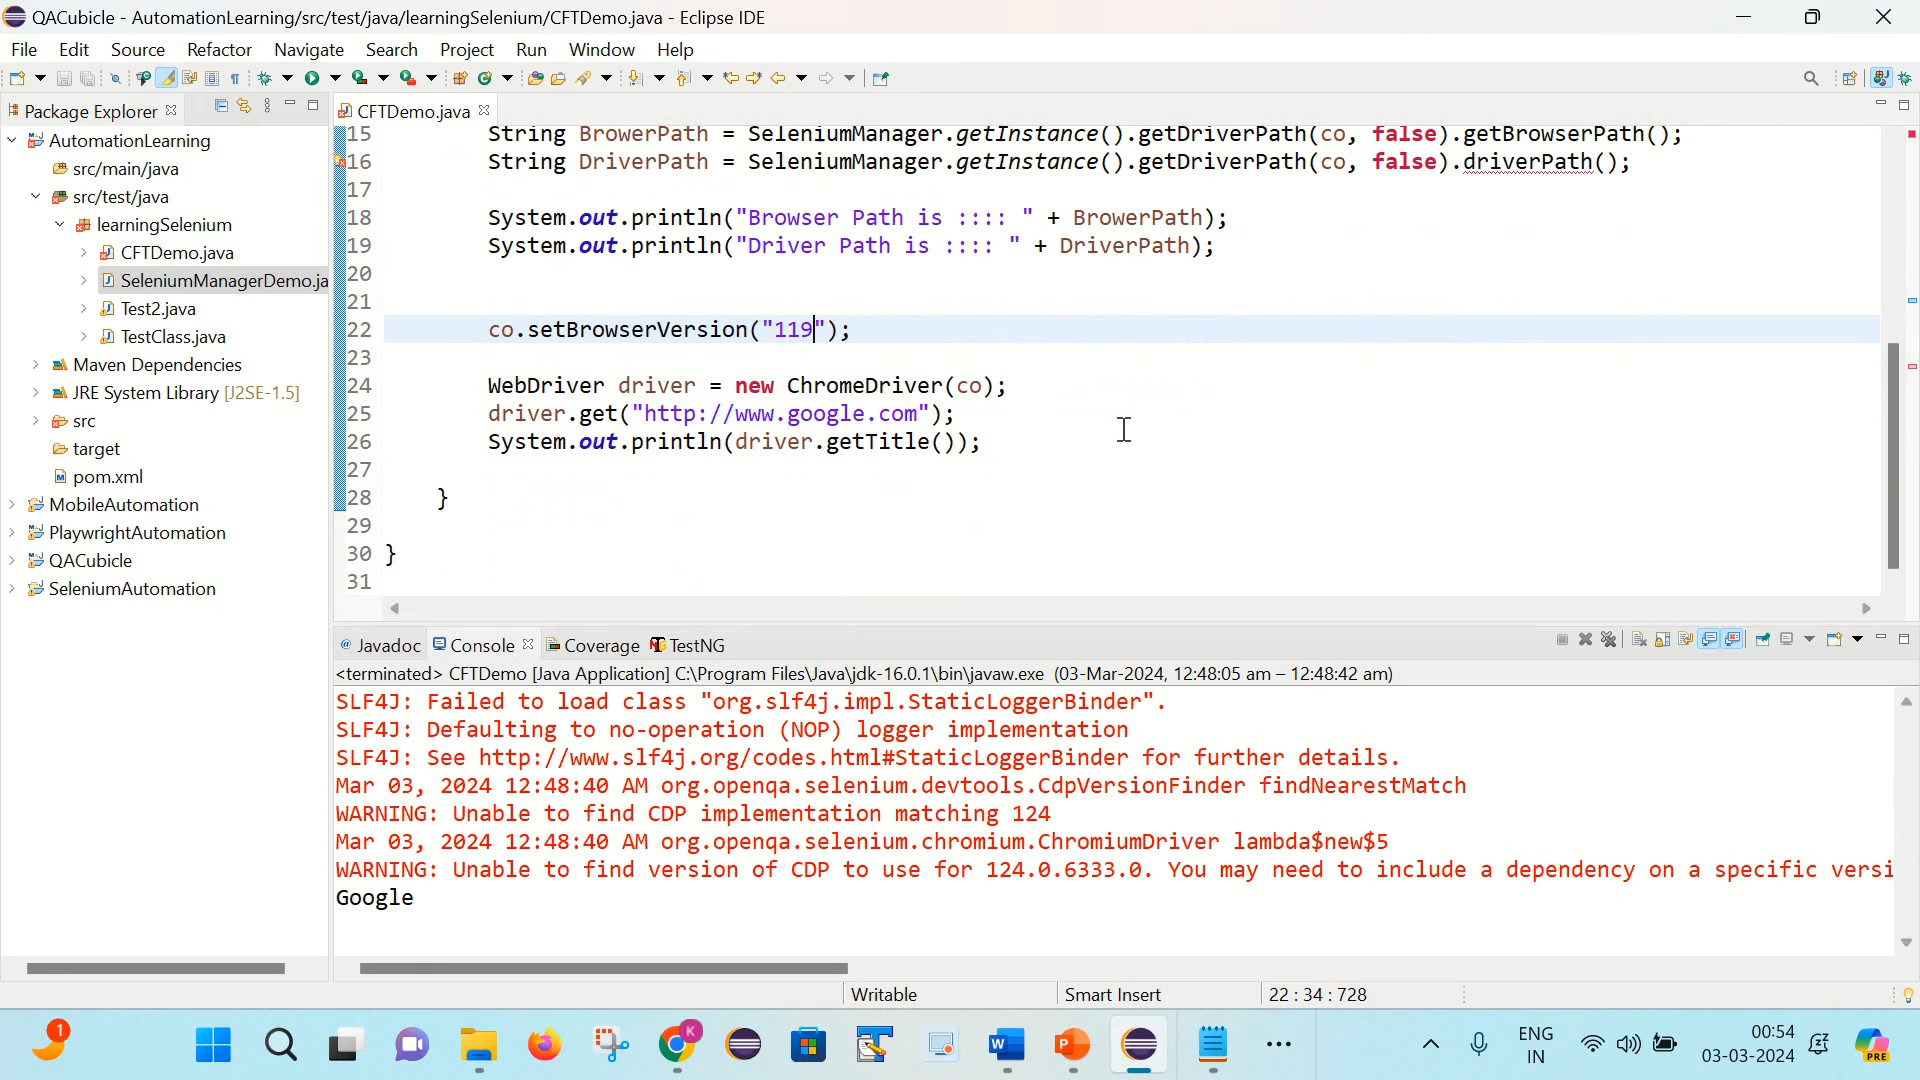 QACubicle - AutomationLearning/src/test/java/learningSelenium/CFTDemo.java - Eclipse IDE
File Edit Source Refactor Navigate Search Project Run Window Help
Package Explorer
AutomationLearning
src/main/java
src/test/java
learningSelenium
CFTDemo.java
SeleniumManagerDemo.ja
Test2.java
TestClass.java
Maven Dependencies
JRE System Library [J2SE-1.5]
src
target
pom.xml
MobileAutomation
PlaywrightAutomation
QACubicle
SeleniumAutomation
CFTDemo.java
15 String BrowerPath = SeleniumManager.getInstance().getDriverPath(co, false).getBrowserPath();
16 String DriverPath = SeleniumManager.getInstance().getDriverPath(co, false).driverPath();
17
18 System.out.println("Browser Path is :::: " + BrowerPath);
19 System.out.println("Driver Path is :::: " + DriverPath);
20
21
22 co.setBrowserVersion("119");
23
24 WebDriver driver = new ChromeDriver(co);
25 driver.get("http://www.google.com");
26 System.out.println(driver.getTitle());
27
28 }
29
30 }
31
Javadoc Console Coverage TestNG
<terminated> CFTDemo [Java Application] C:\Program Files\Java\jdk-16.0.1\bin\javaw.exe (03-Mar-2024, 12:48:05 am – 12:48:42 am)
SLF4J: Failed to load class "org.slf4j.impl.StaticLoggerBinder".
SLF4J: Defaulting to no-operation (NOP) logger implementation
SLF4J: See http://www.slf4j.org/codes.html#StaticLoggerBinder for further details.
Mar 03, 2024 12:48:40 AM org.openqa.selenium.devtools.CdpVersionFinder findNearestMatch
WARNING: Unable to find CDP implementation matching 124
Mar 03, 2024 12:48:40 AM org.openqa.selenium.chromium.ChromiumDriver lambda$new$5
WARNING: Unable to find version of CDP to use for 124.0.6333.0. You may need to include a dependency on a specific versi
Google
Writable Smart Insert 22 : 34 : 728
1
K
W
P
ENG
IN
00:54
03-03-2024
PRE